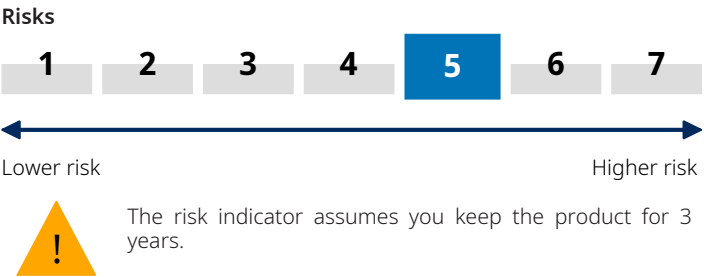 Risks
1 2 3 4 5 6 7
Lower risk Higher risk
! The risk indicator assumes you keep the product for 3
years.